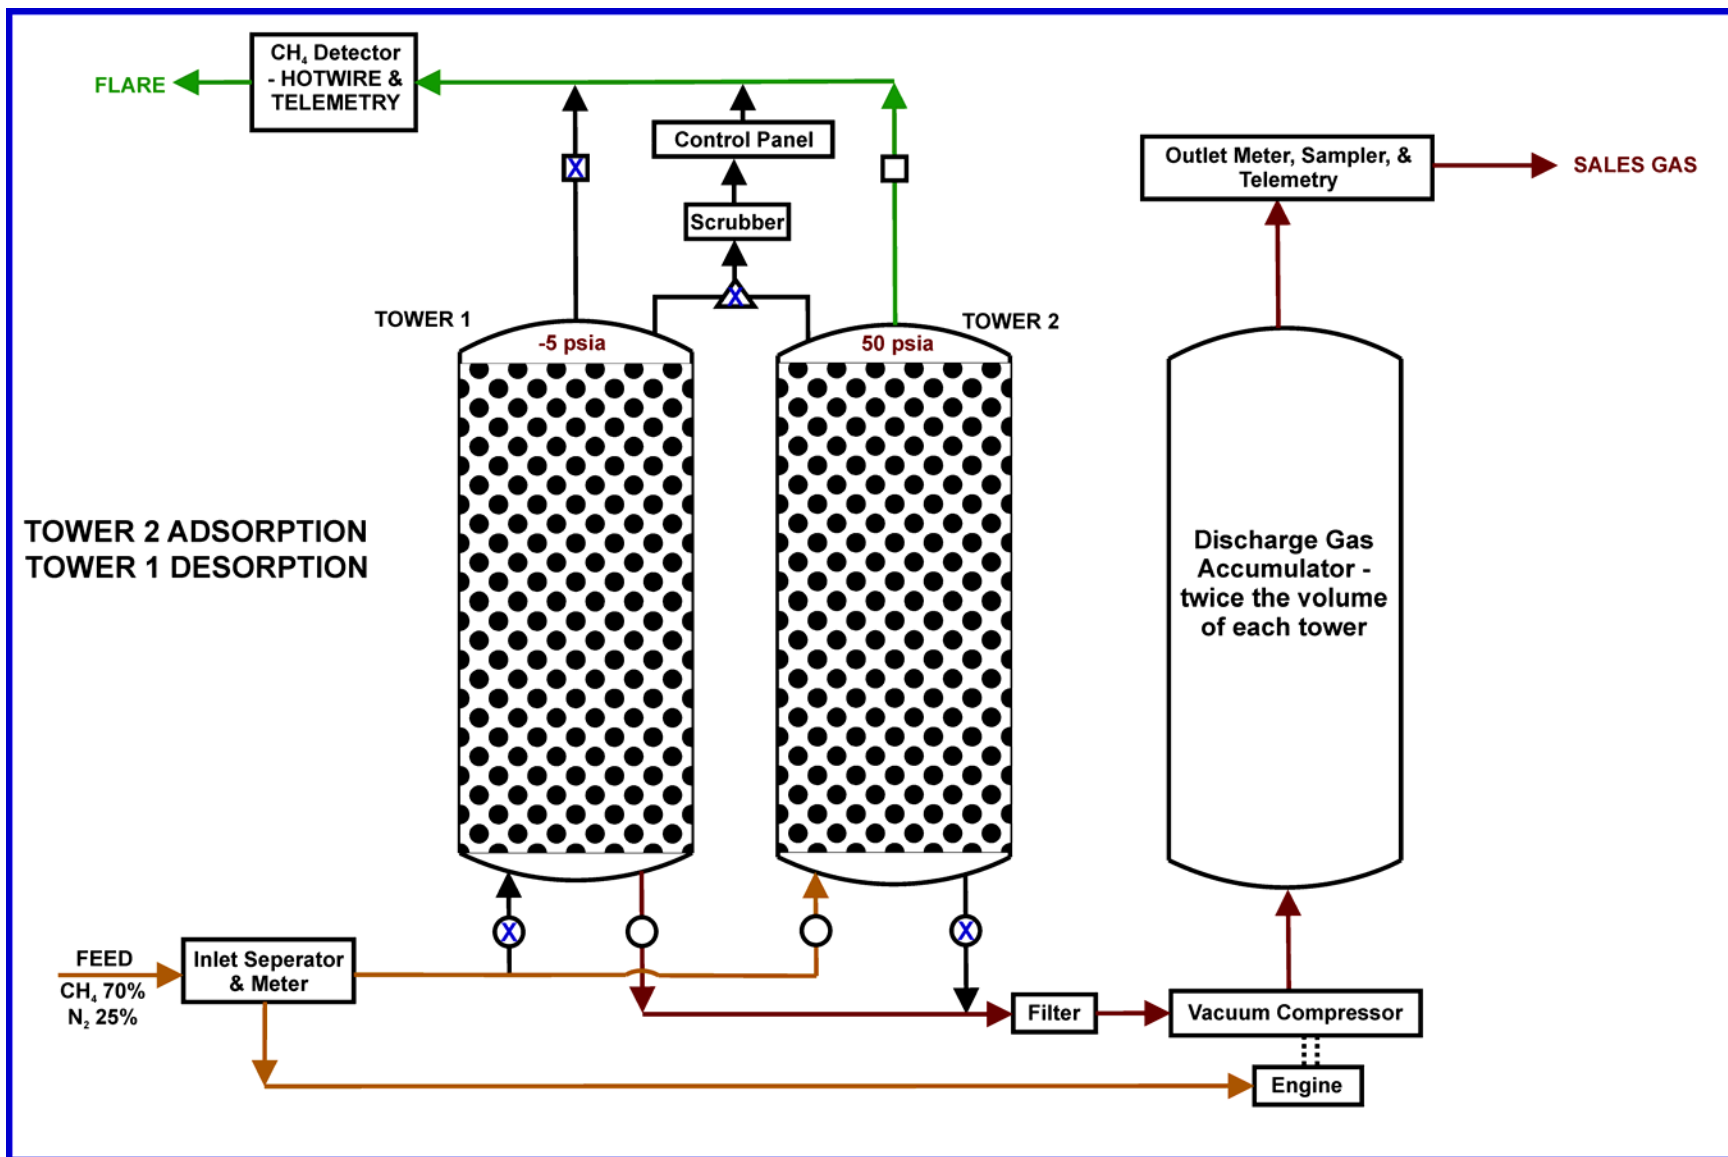 CH₄ Detector
- HOTWIRE &
TELEMETRY
FLARE
Control Panel
X
Scrubber
X
Outlet Meter, Sampler, &
Telemetry
SALES GAS
TOWER 1
TOWER 2
-5 psia
50 psia
TOWER 2 ADSORPTION
TOWER 1 DESORPTION
Discharge Gas
Accumulator -
twice the volume
of each tower
X
X
FEED
CH₄ 70%
N₂ 25%
Inlet Seperator
& Meter
Filter
Vacuum Compressor
Engine